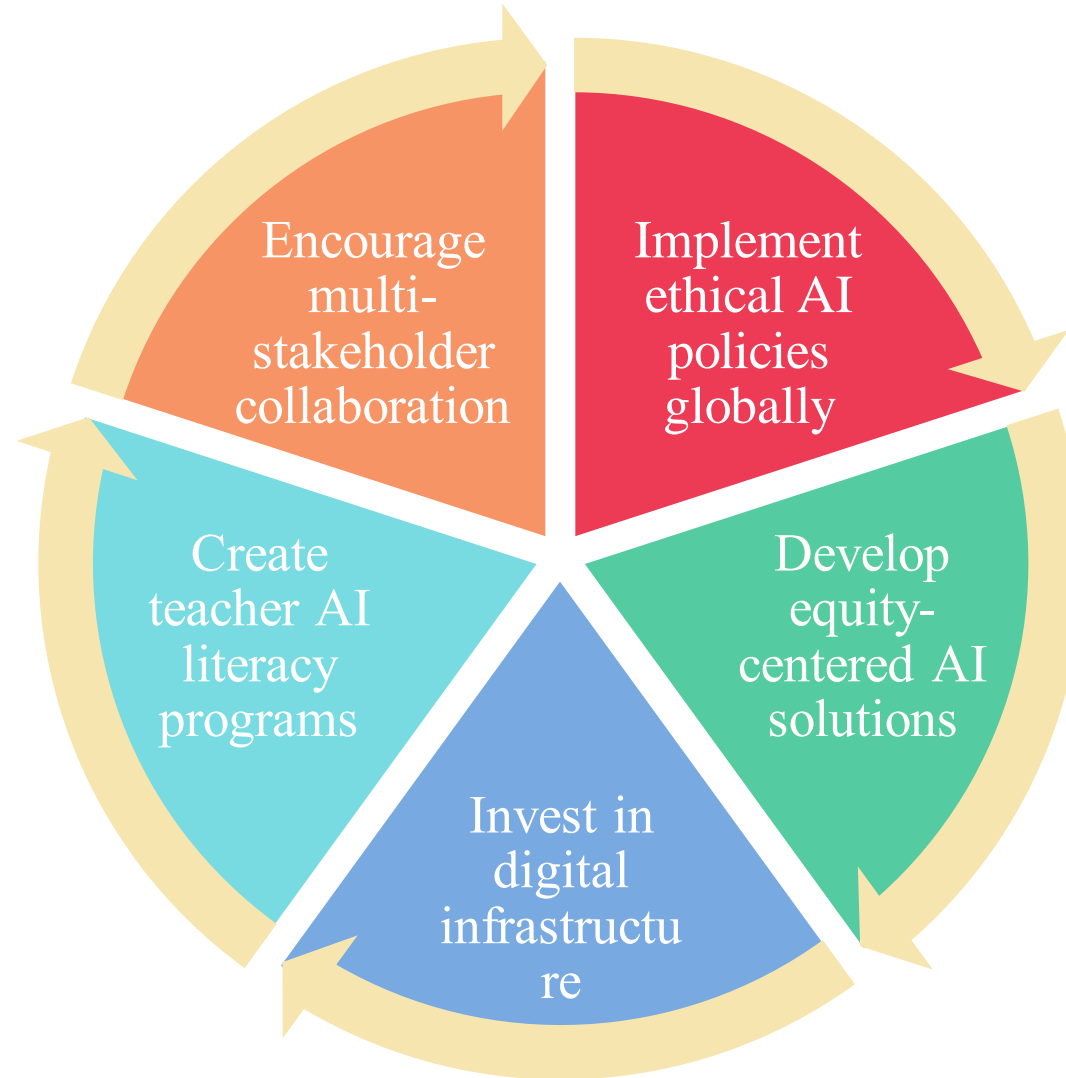 Implement
ethical AI
policies
globally
Develop
equity-
centered AI
solutions
Invest in
digital
infrastructu
re
Create
teacher AI
literacy
programs
Encourage
multi-
stakeholder
collaboration